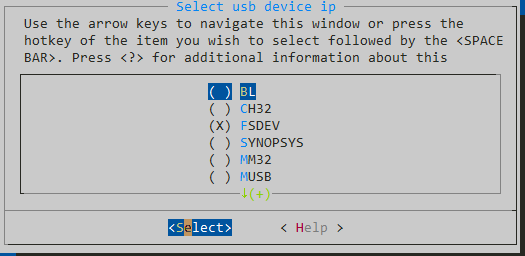 Select usb device ip
Use the arrow keys to navigate this window or press the
hotkey of the item you wish to select followed by the <SPACE
BAR>. Press <?> for additional information about this
( ) BL
( ) CH32
(X) FSDEV
( ) SYNOPSYS
( ) MM32
( ) MUSB
↓(+)
<Select> < Help >